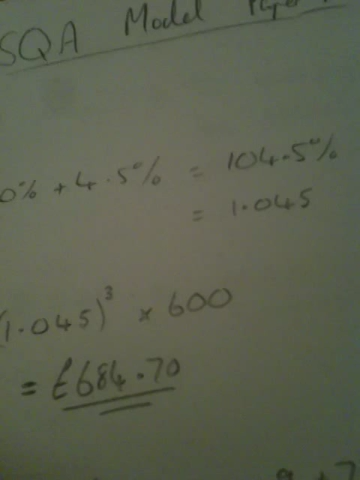 SQA Model
0% + 4.5% = 104.5%
= 1.045
(1.045)³ × 600
= £684.70